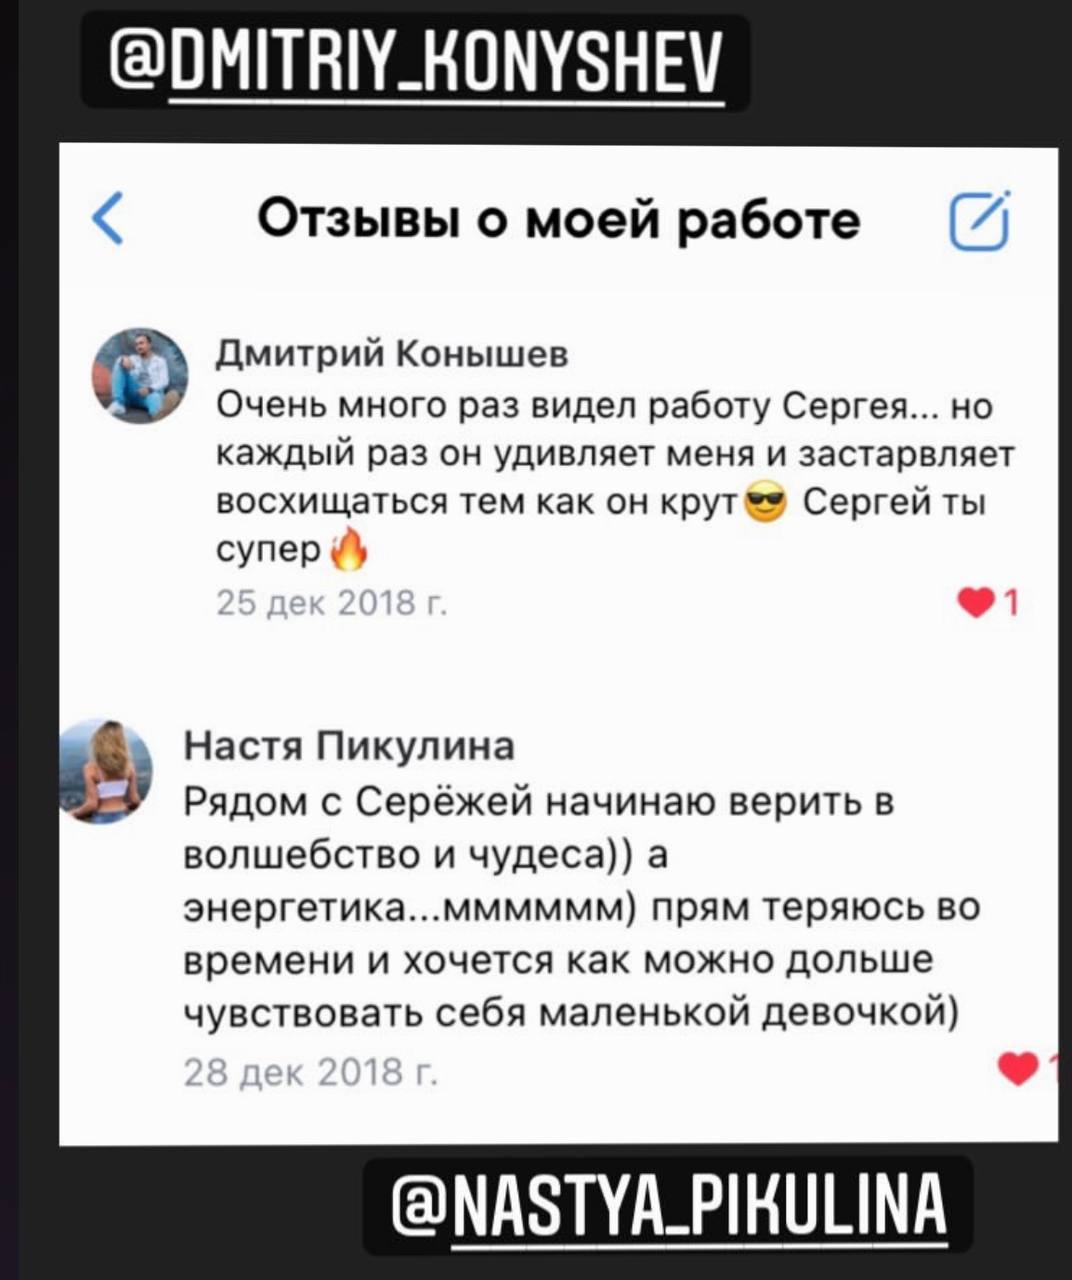 @DMITRIY_KONYSHEV
Отзывы о моей работе
Дмитрий Конышев
Очень много раз видел работу Сергея... но
каждый раз он удивляет меня и застарвляет
восхищаться тем как он крут😎 Сергей ты
супер🔥
25 дек 2018 г.
❤️1
Настя Пикулина
Рядом с Серёжей начинаю верить в
волшебство и чудеса)) а
энергетика...мммммм) прям теряюсь во
времени и хочется как можно дольше
чувствовать себя маленькой девочкой)
28 дек 2018 г.
❤️1
@NASTYA_PIKULINA